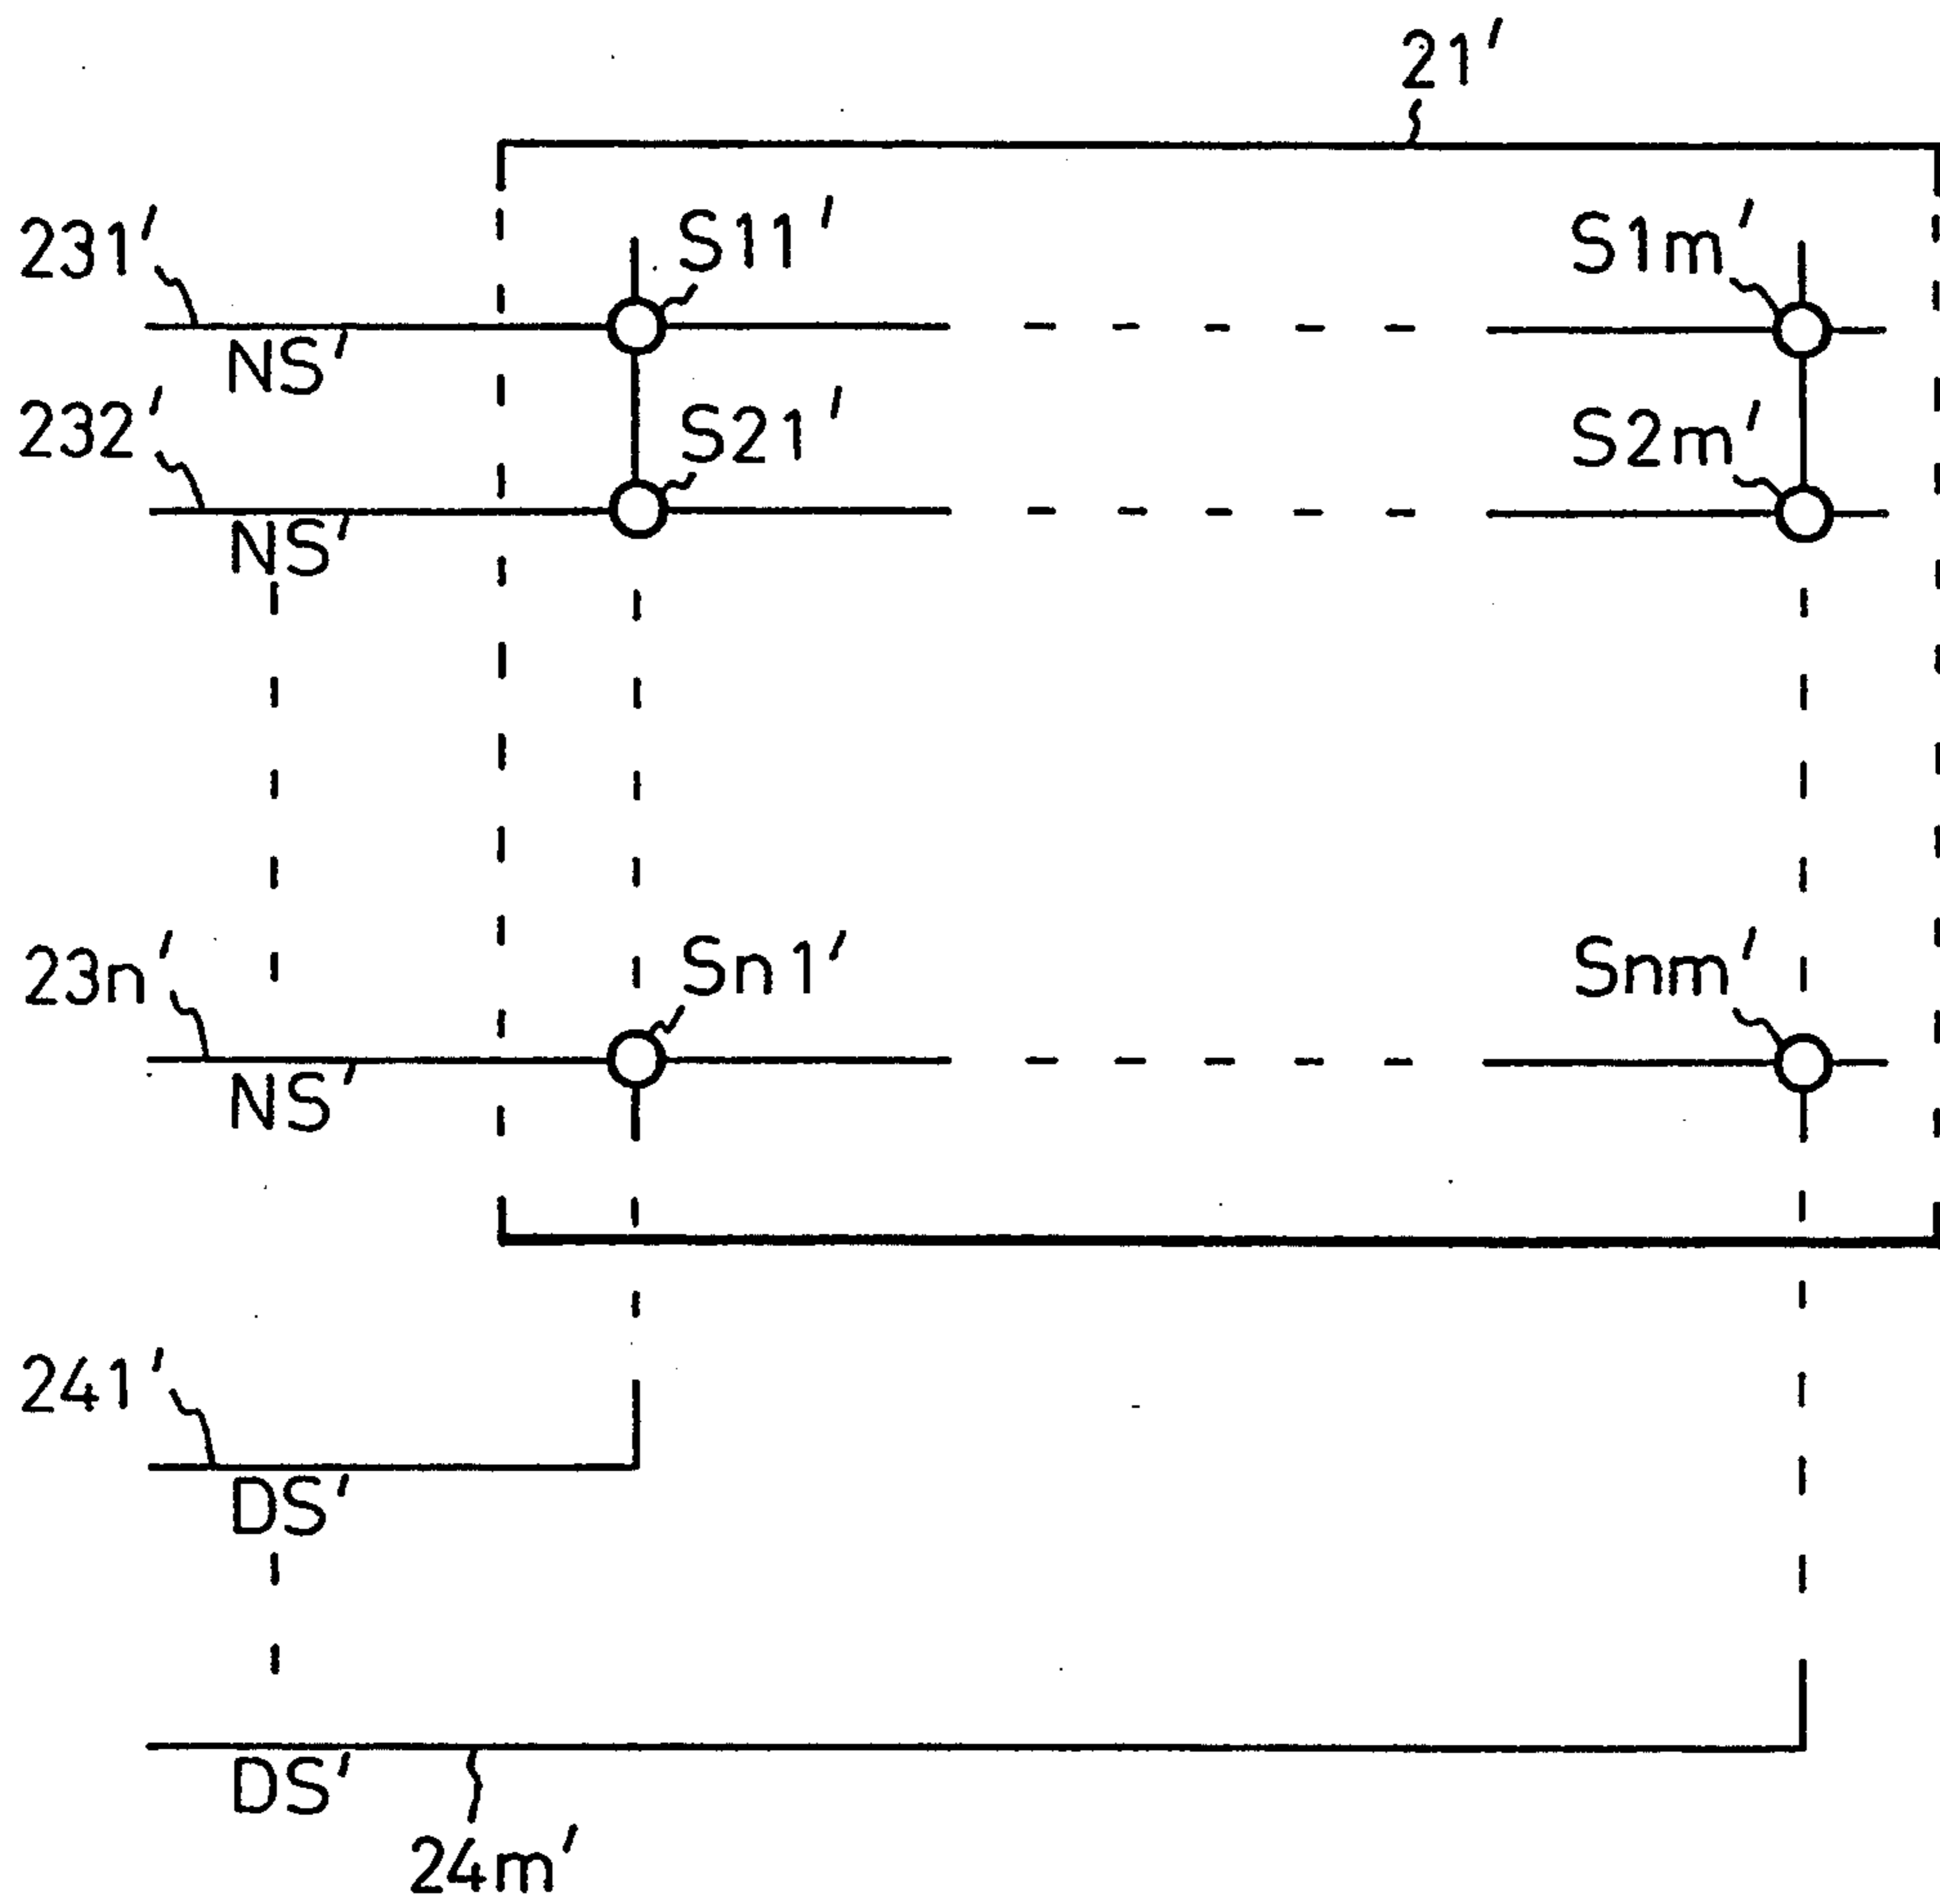 21′
231′
S11′
S1m′
NS′
232′
S21′
S2m′
NS′
23n′
Sn1′
Snm′
NS′
241′
DS′
DS′
24m′